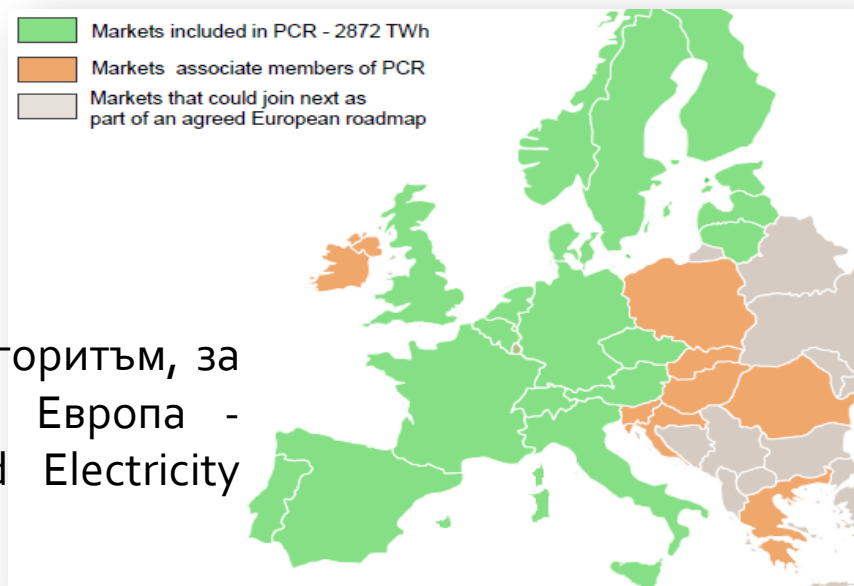 Markets included in PCR - 2872 TWh
Markets associate members of PCR
Markets that could join next as
part of an agreed European roadmap
горитъм, за
Европа -
Electricity